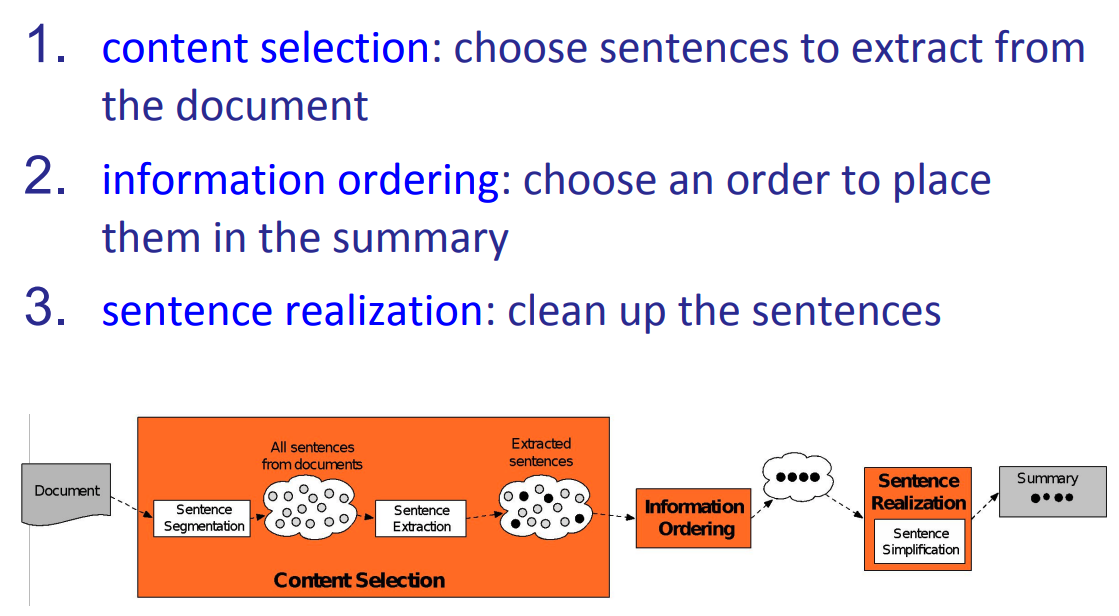 1. content selection: choose sentences to extract from
the document
2. information ordering: choose an order to place
them in the summary
3. sentence realization: clean up the sentences
Document
Sentence
Segmentation
All sentences
from documents
Sentence
Extraction
Extracted
sentences
Content Selection
Information
Ordering
Sentence
Realization
Sentence
Simplification
Summary